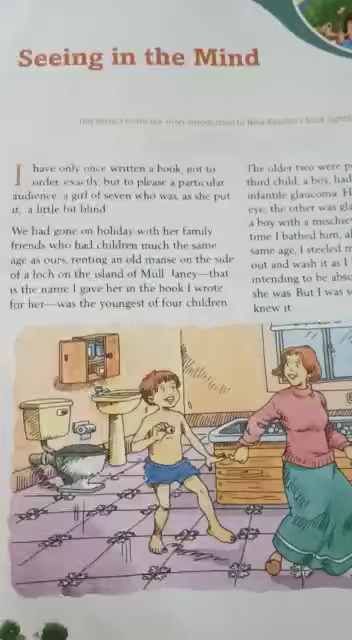 Seeing in the Mind
I have only once written a book, not to
order exactly, but to please a particular
audience a girl of seven who was, as she put
it, a little bit blind
We had gone on holiday with her family
friends who had children much the same
age as ours, renting an old manse on the side
of a loch on the island of Mull Janey—that
is the name I gave her in the book I wrote
for her—was the youngest of four children
The older two were
third child, a boy, had
infantile glaucoma
eye, the other was
a boy with a
time I bathed him,
same age, I steeled
out and wash it as I
intending to be
she was But I was
knew it